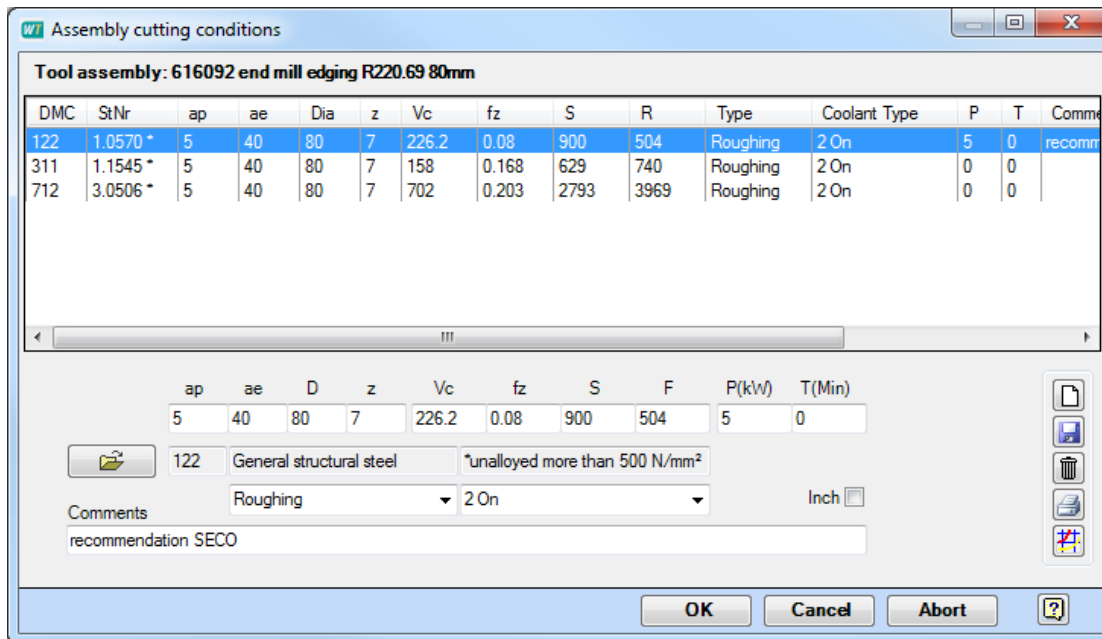 WT Assembly cutting conditions
Tool assembly: 616092 end mill edging R220.69 80mm
DMC StNr ap ae Dia z Vc fz S R Type Coolant Type P T Comme
122 1.0570 * 5 40 80 7 226.2 0.08 900 504 Roughing 2 On 5 0 recomm
311 1.1545 * 5 40 80 7 158 0.168 629 740 Roughing 2 On 0 0
712 3.0506 * 5 40 80 7 702 0.203 2793 3969 Roughing 2 On 0 0
ap ae D z Vc fz S F P(kW) T(Min)
5 40 80 7 226.2 0.08 900 504 5 0
122 General structural steel *unalloyed more than 500 N/mm²
Roughing 2 On Inch
Comments
recommendation SECO
OK Cancel Abort